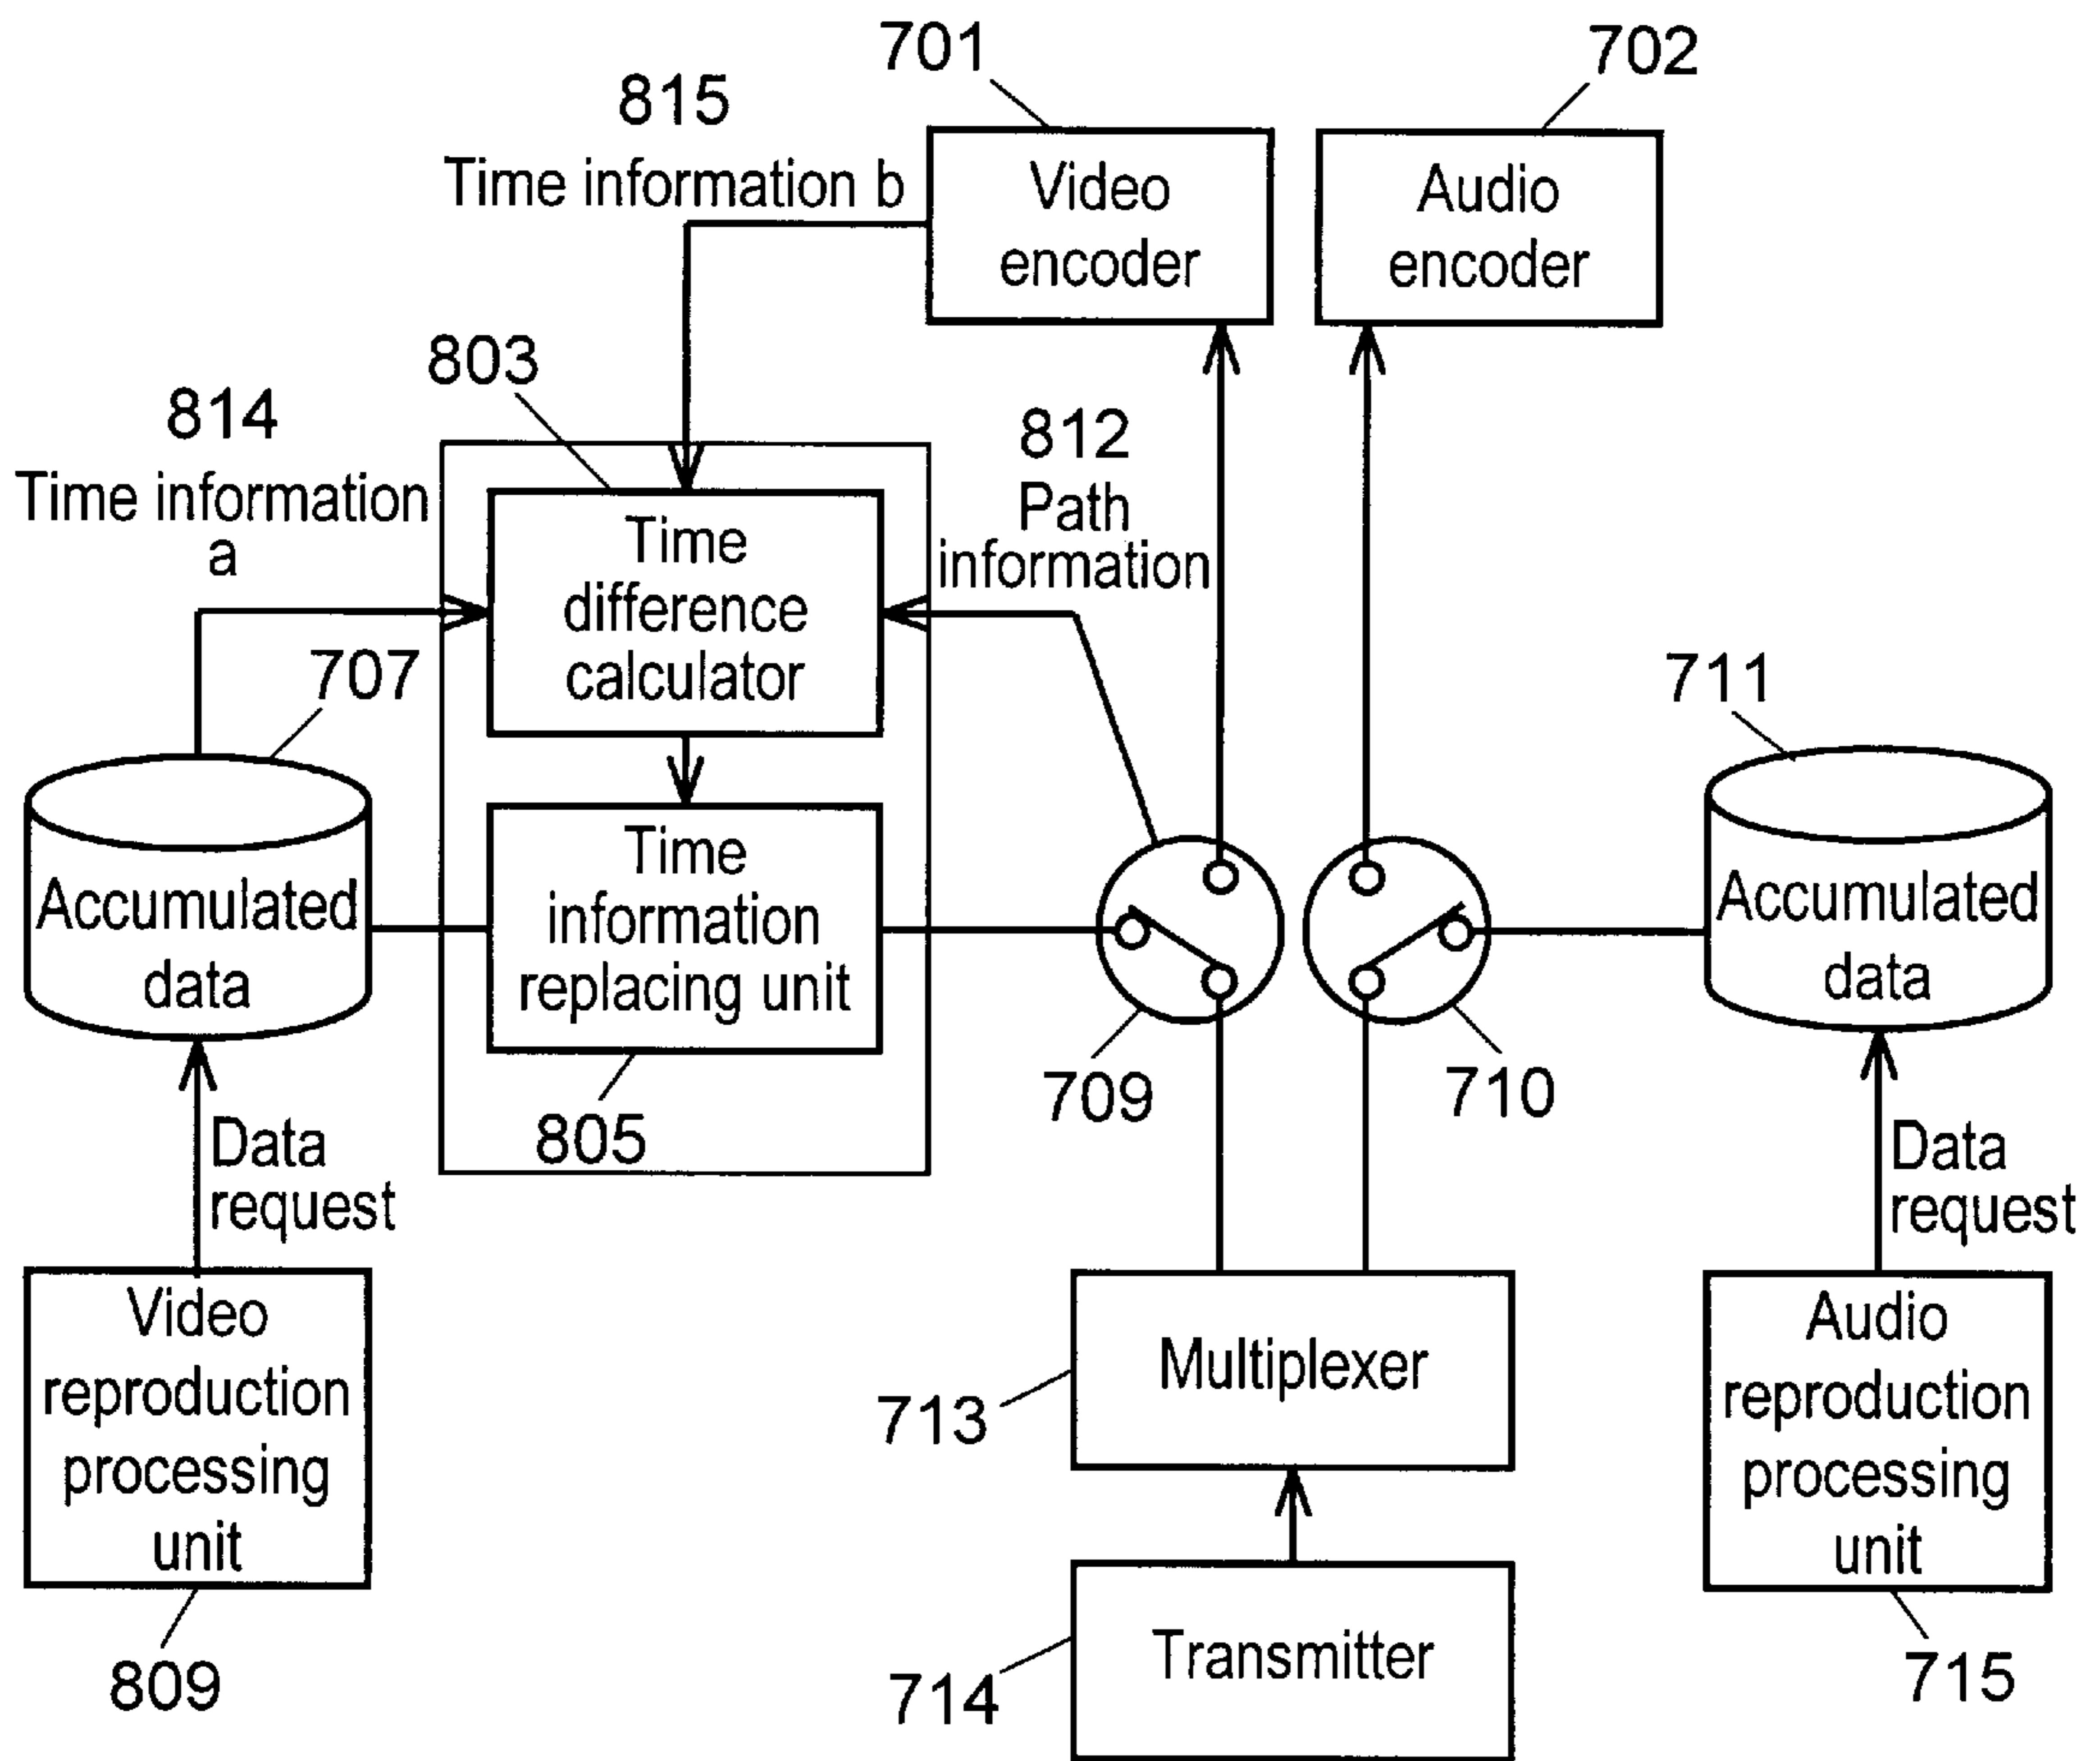 701
702
815
Time information b
Video
encoder
Audio
encoder
803
814
Time information
a
812
Path
information
Time
difference
calculator
707
711
Accumulated
data
Time
information
replacing unit
Accumulated
data
709
710
805
Data
request
Data
request
Video
reproduction
processing
unit
Multiplexer
713
Audio
reproduction
processing
unit
Transmitter
714
809
715